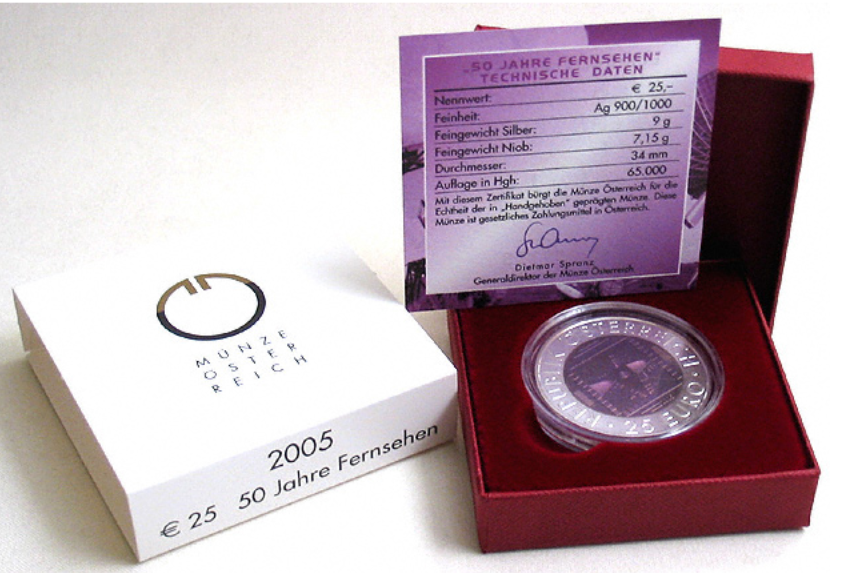 „50 JAHRE FERNSEHEN“
TECHNISCHE DATEN
Nennwert: € 25,–
Feinheit: Ag 900/1000
Feingewicht Silber: 9 g
Feingewicht Niob: 7,15 g
Durchmesser: 34 mm
Auflage in Hgh: 65.000
Mit diesem Zertifikat bürgt die Münze Österreich für die
Echtheit der in „Handgehoben“ geprägten Münze. Diese
Münze ist gesetzliches Zahlungsmittel in Österreich.
Dietmar Spranz
Generaldirektor der Münze Österreich
MÜNZE
ÖSTER
REICH
2005
€ 25 50 Jahre Fernsehen
REPUBLIK ÖSTERREICH · 25 EURO ·